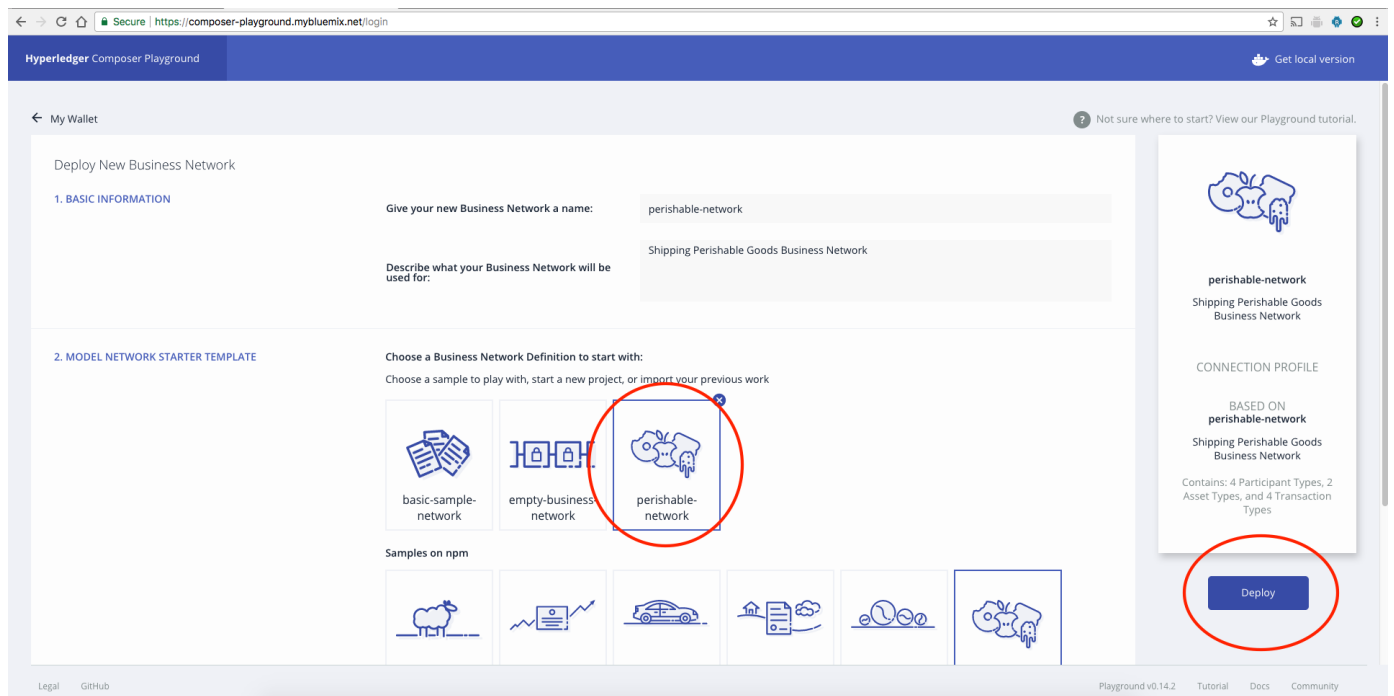 Secure | https://composer-playground.mybluemix.net/login
Hyperledger Composer Playground
Get local version
My Wallet
? Not sure where to start? View our Playground tutorial.
Deploy New Business Network
1. BASIC INFORMATION
Give your new Business Network a name:
perishable-network
Describe what your Business Network will be
used for:
Shipping Perishable Goods Business Network
2. MODEL NETWORK STARTER TEMPLATE
Choose a Business Network Definition to start with:
Choose a sample to play with, start a new project, or import your previous work
basic-sample-
network
empty-business-
network
perishable-
network
Samples on npm
perishable-network
Shipping Perishable Goods
Business Network
CONNECTION PROFILE
BASED ON
perishable-network
Shipping Perishable Goods
Business Network
Contains: 4 Participant Types, 2
Asset Types, and 4 Transaction
Types
Deploy
Legal GitHub
Playground v0.14.2 Tutorial Docs Community